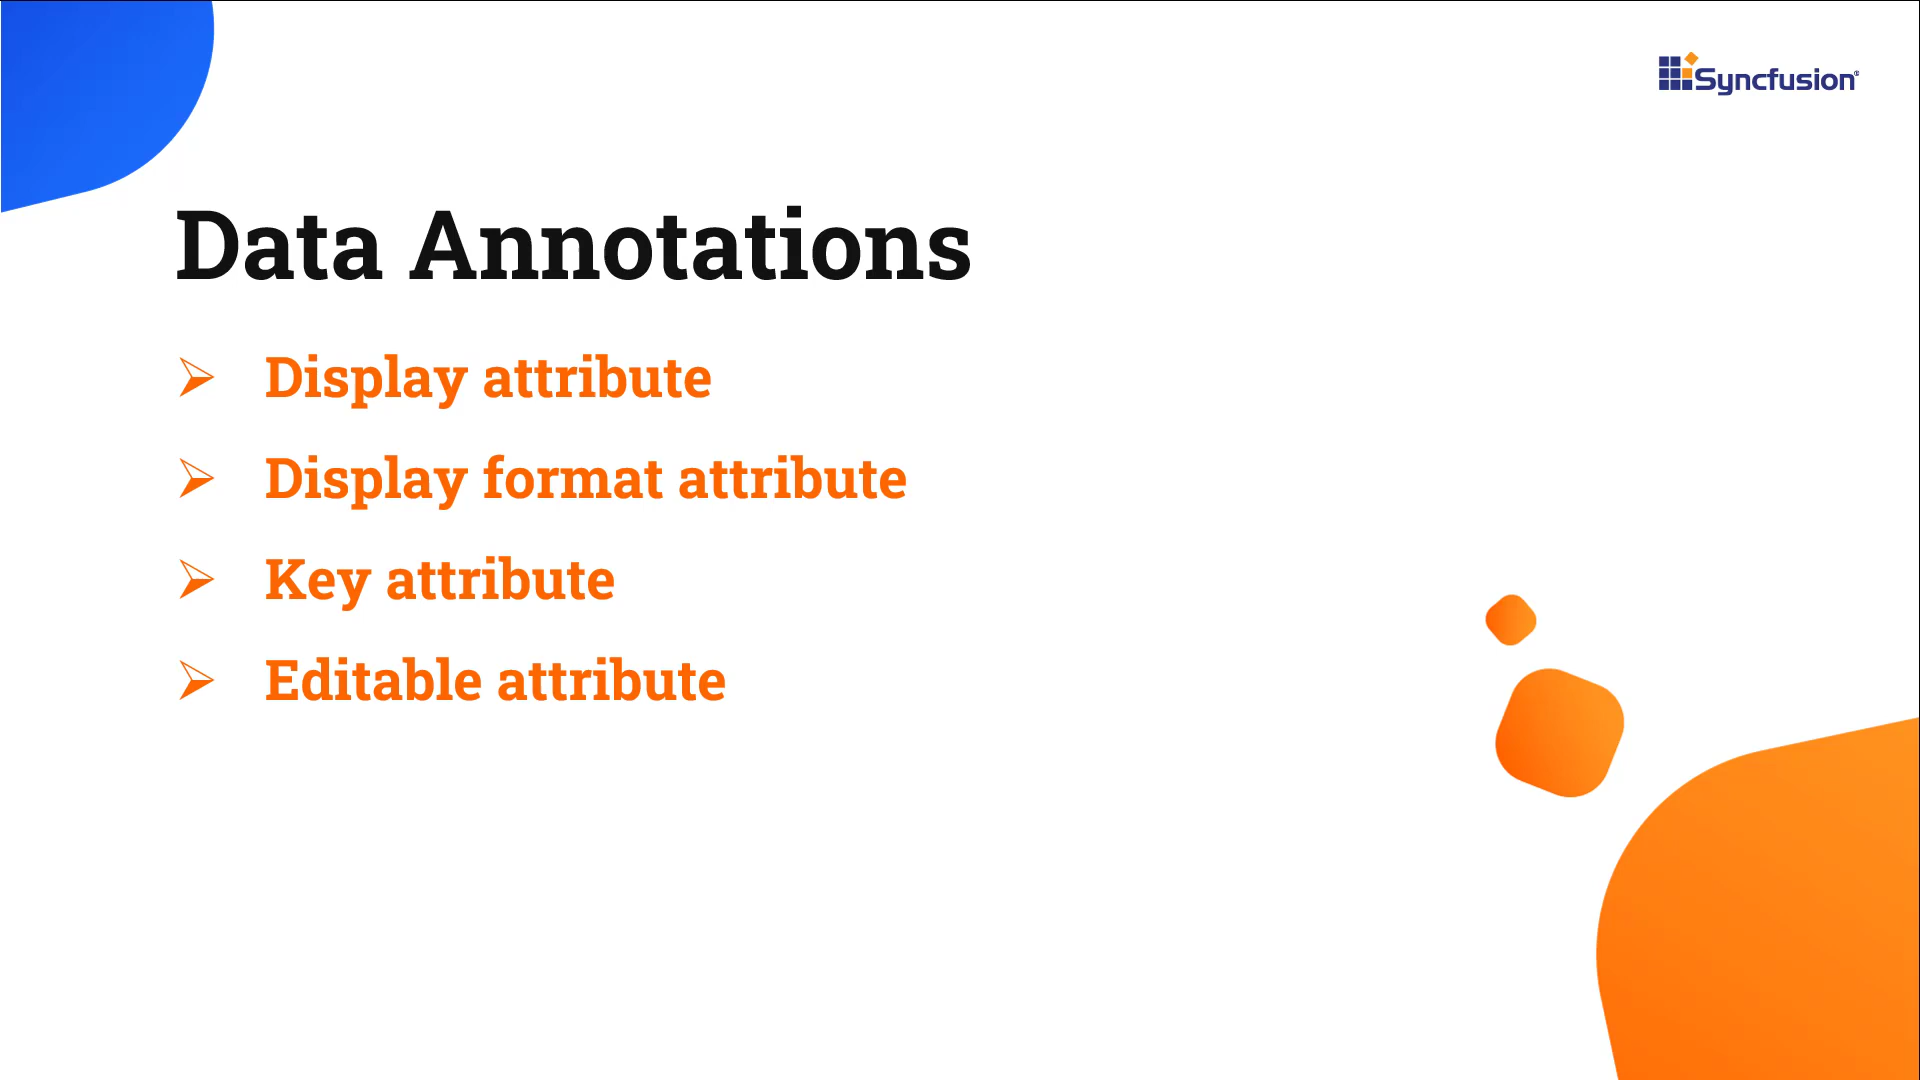 Syncfusion®
Data Annotations
➢ Display attribute
➢ Display format attribute
➢ Key attribute
➢ Editable attribute